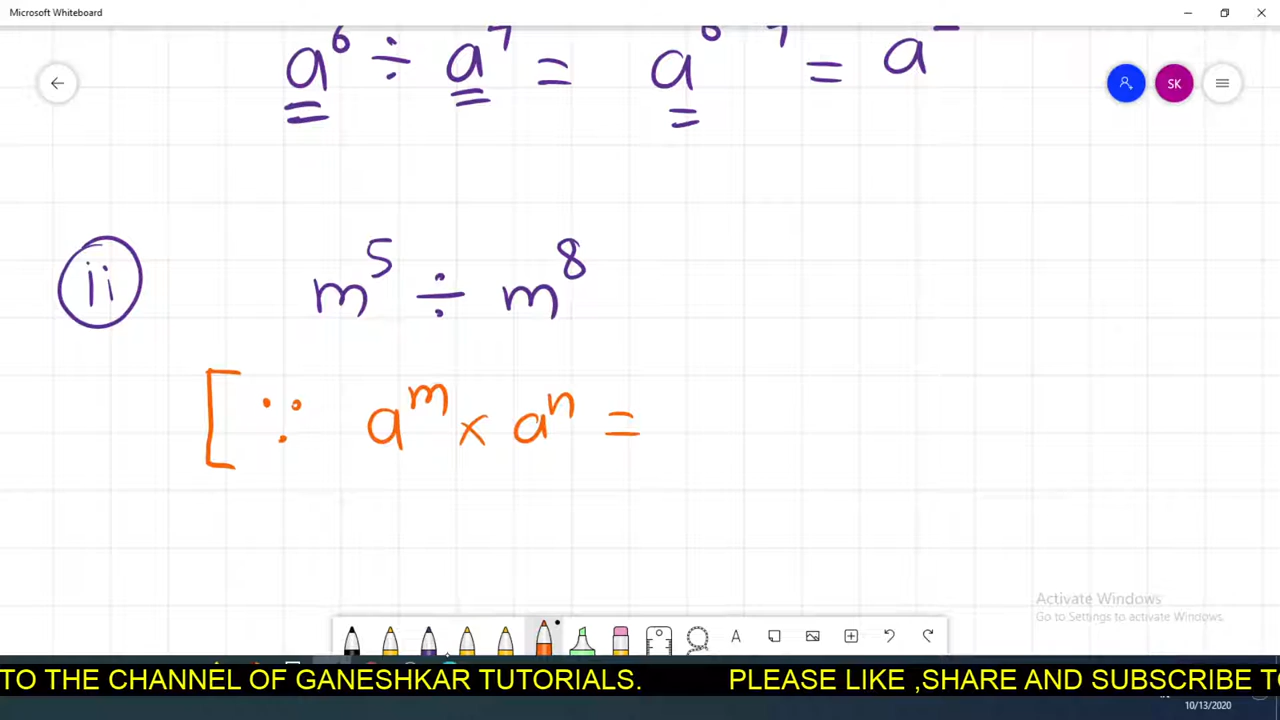 Microsoft Whiteboard
a⁶ ÷ a⁷ = a⁶ ⁷ = a⁻
SK
ii m⁵ ÷ m⁸
[ ∵ aᵐ × aⁿ =
Activate Windows
Go to Settings to activate Windows.
A
TO THE CHANNEL OF GANESHKAR TUTORIALS. PLEASE LIKE ,SHARE AND SUBSCRIBE TO
10/13/2020